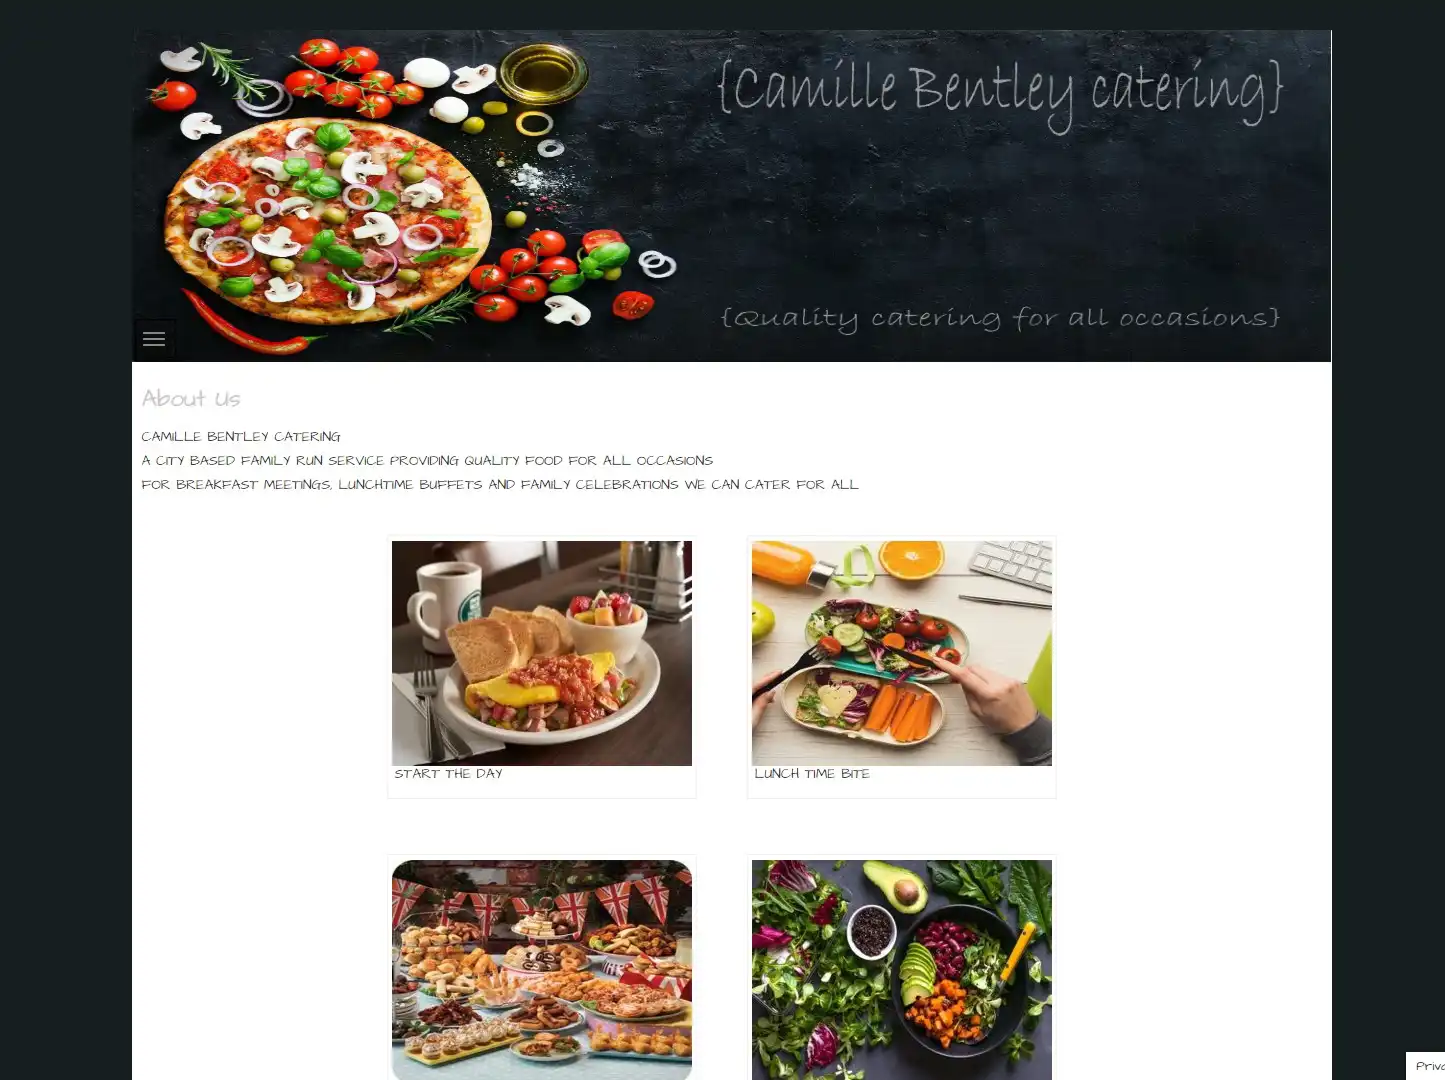 {Camille Bentley catering}
{Quality catering for all occasions}
About Us
CAMILLE BENTLEY CATERING
A CITY BASED FAMILY RUN SERVICE PROVIDING QUALITY FOOD FOR ALL OCCASIONS
FOR BREAKFAST MEETINGS, LUNCHTIME BUFFETS AND FAMILY CELEBRATIONS WE CAN CATER FOR ALL
START THE DAY
LUNCH TIME BITE